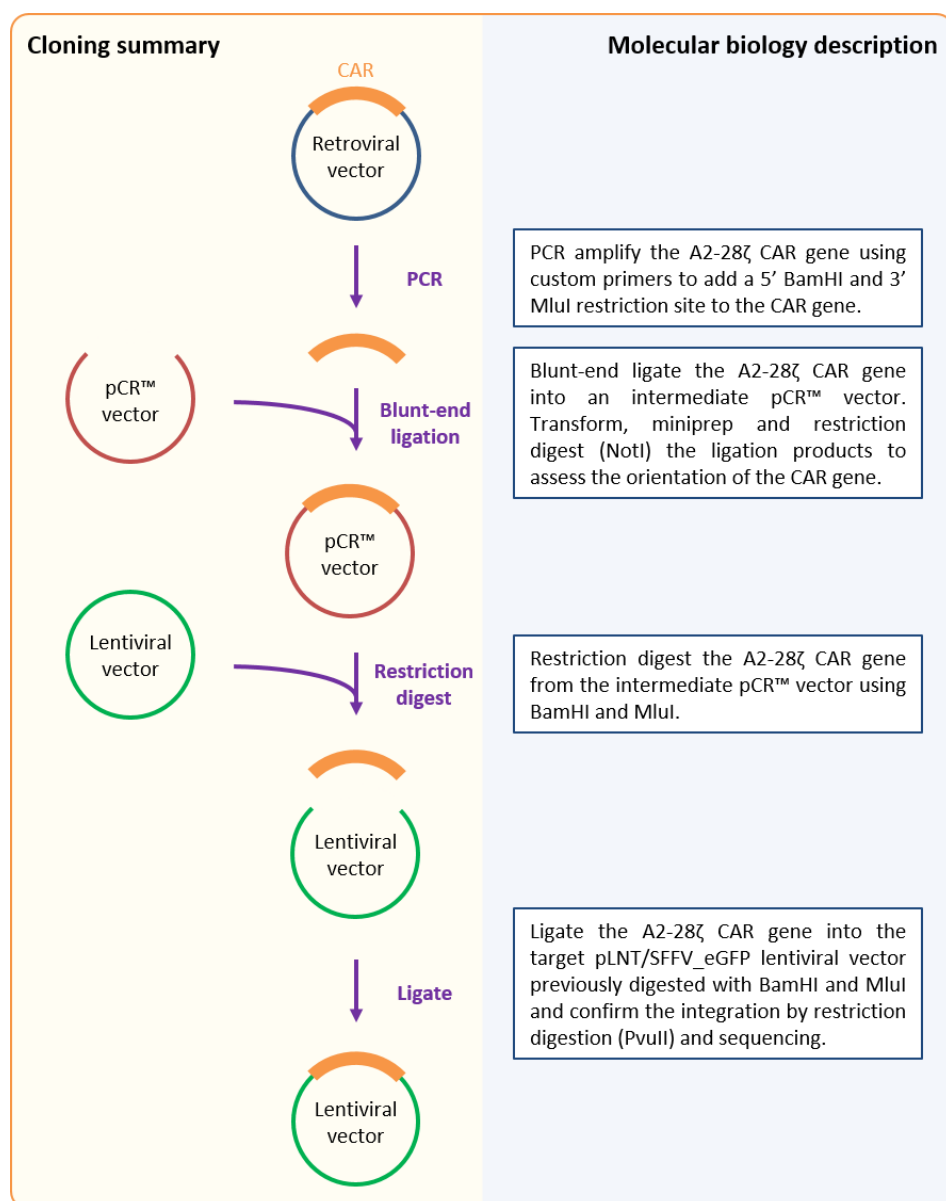 Cloning summary
Molecular biology description
CAR
Retroviral
vector
PCR
PCR amplify the A2-28ζ CAR gene using
custom primers to add a 5’ BamHI and 3’
MluI restriction site to the CAR gene.
pCR™
vector
Blunt-end
ligation
Blunt-end ligate the A2-28ζ CAR gene
into an intermediate pCR™ vector.
Transform, miniprep and restriction
digest (NotI) the ligation products to
assess the orientation of the CAR gene.
pCR™
vector
Lentiviral
vector
Restriction
digest
Restriction digest the A2-28ζ CAR gene
from the intermediate pCR™ vector using
BamHI and MluI.
Lentiviral
vector
Ligate
Ligate the A2-28ζ CAR gene into the
target pLNT/SFFV_eGFP lentiviral vector
previously digested with BamHI and MluI
and confirm the integration by restriction
digestion (PvuII) and sequencing.
Lentiviral
vector